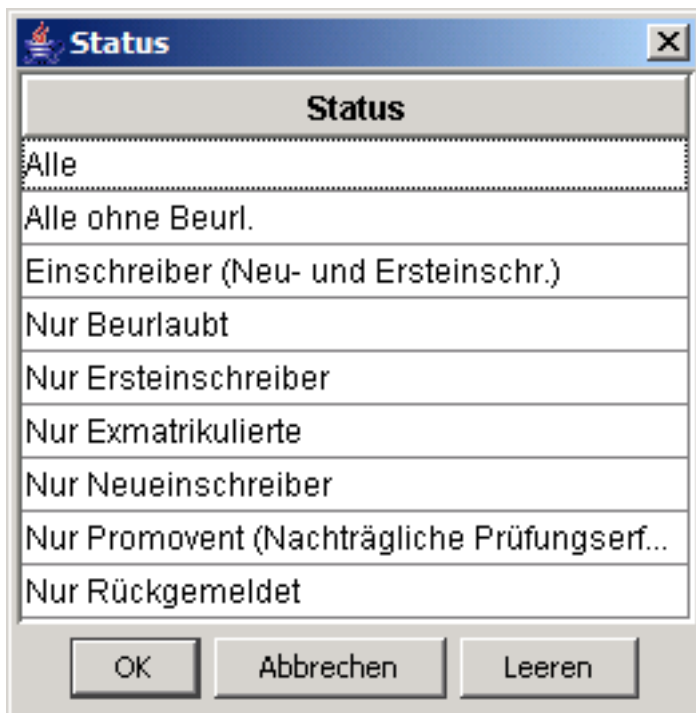 Status
Status
Alle
Alle ohne Beurl.
Einschreiber (Neu- und Ersteinschr.)
Nur Beurlaubt
Nur Ersteinschreiber
Nur Exmatrikulierte
Nur Neueinschreiber
Nur Promovent (Nachträgliche Prüfungserf...
Nur Rückgemeldet
OK Abbrechen Leeren